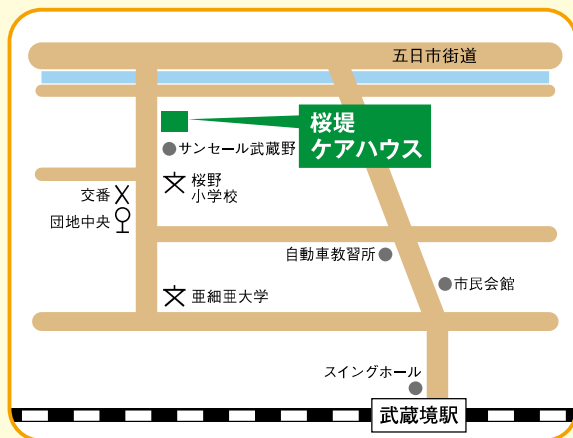 五日市街道
桜堤
ケアハウス
サンセール武蔵野
桜野
小学校
交番
団地中央
自動車教習所
市民会館
亜細亜大学
スイングホール
武蔵境駅